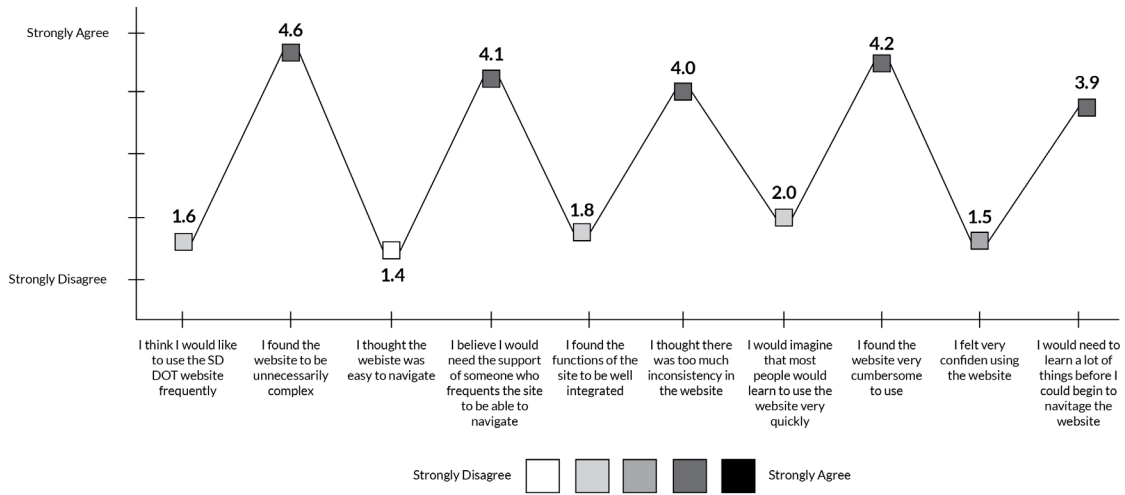 Strongly Agree
Strongly Disagree
1.6
4.6
1.4
4.1
1.8
4.0
2.0
4.2
1.5
3.9
I think I would like
to use the SD
DOT website
frequently
I found the
website to be
unnecessarily
complex
I thought the
webiste was
easy to navigate
I believe I would
need the support
of someone who
frequents the site
to be able to
navigate
I found the
functions of the
site to be well
integrated
I thought there
was too much
inconsistency in
the website
I would imagine
that most
people would
learn to use the
website very
quickly
I found the
website very
cumbersome
to use
I felt very
confiden using
the website
I would need to
learn a lot of
things before I
could begin to
navitage the
website
Strongly Disagree
Strongly Agree